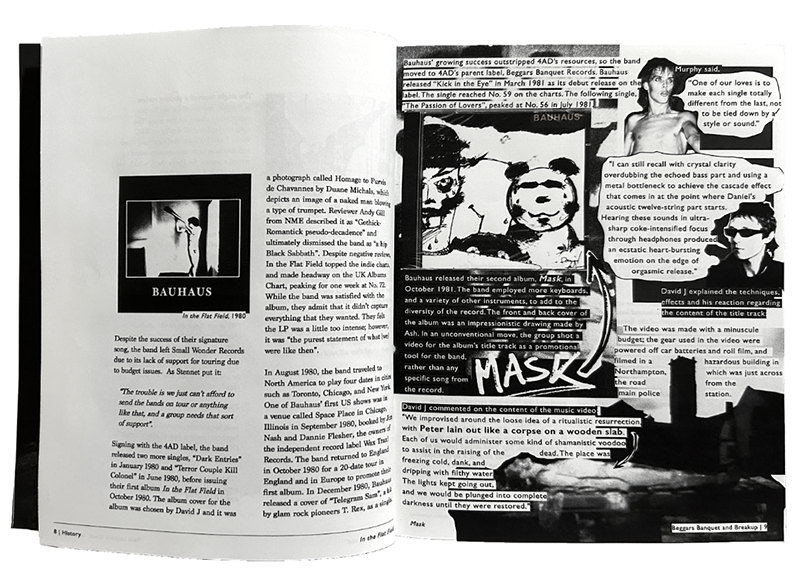 BAUHAUS
In the Flat Field, 1980
Despite the success of their signature
song, the band left Small Wonder Records
due to its lack of support for touring due
to budget issues. As Stennet put it:
"The trouble is we just can't afford to
send the bands on tour or anything
like that, and a group needs that sort
of support".
Signing with the 4AD label, the band
released two more singles, "Dark Entries"
in January 1980 and "Terror Couple Kill
Colonel" in June 1980, before issuing
their first album In the Flat Field in
October 1980. The album cover for the
album was chosen by David J and it was
8 | History
a photograph called Homage to Purvis
de Chavannes by Duane Michals, which
depicts an image of a naked man blowing
a type of trumpet. Reviewer Andy Gill
from NME described it as "Gothick-
Romantick pseudo-decadence" and
ultimately dismissed the band as "a hip
Black Sabbath". Despite negative review,
In the Flat Field topped the indie charts
and made headway on the UK Albums
Chart, peaking for one week at No. 72.
While the band was satisfied with the
album, they admit that it didn't capture
everything that they wanted. They felt
the LP was a little too intense; however,
it was "the purest statement of what [we]
were like then".
In August 1980, the band traveled to
North America to play four dates in cities
such as Toronto, Chicago, and New York.
One of Bauhaus' first US shows was in
a venue called Space Place in Chicago,
Illinois in September 1980, booked by Jim
Nash and Dannie Flesher, the owners of
the independent record label Wax Trax!
Records. The band returned to England
in October 1980 for a 20-date tour in
England and in Europe to promote their
first album. In December 1980, Bauhaus
released a cover of "Telegram Sam", a hit
by glam rock pioneers T. Rex, as a single
In the Flat Field
Bauhaus' growing success outstripped 4AD's resources, so the band
moved to 4AD's parent label, Beggars Banquet Records. Bauhaus
released "Kick in the Eye" in March 1981 as its debut release on the
label. The single reached No. 59 on the charts. The following single,
"The Passion of Lovers", peaked at No. 56 in July 1981.
Murphy said,
"One of our loves is to
make each single totally
different from the last, not
to be tied down by a
style or sound."
BAUHAUS
"I can still recall with crystal clarity
overdubbing the echoed bass part and using a
metal bottleneck to achieve the cascade effect
that comes in at the point where Daniel's
acoustic twelve-string part starts.
Hearing these sounds in ultra-
sharp coke-intensified focus
through headphones produced
an ecstatic heart-bursting
emotion on the edge of
orgasmic release."
David J explained the techniques,
effects and his reaction regarding
the content of the title track:
Bauhaus released their second album, Mask, in
October 1981. The band employed more keyboards,
and a variety of other instruments, to add to the
diversity of the record. The front and back cover of
the album was an impressionistic drawing made by
Ash. In an unconventional move, the group shot a
video for the album's title track as a promotional
tool for the band,
rather than any
specific song from
the record.
MASK
The video was made with a minuscule
budget; the gear used in the video were
powered off car batteries and roll film, and
filmed in a hazardous building in
Northampton, which was just across
the road from the
main police station.
David J commented on the content of the music video
"We improvised around the loose idea of a ritualistic resurrection,
with Peter lain out like a corpse on a wooden slab.
Each of us would administer some kind of shamanistic voodoo
to assist in the raising of the dead. The place was
freezing cold, dank, and
dripping with filthy water
The lights kept going out,
and we would be plunged into complete
darkness until they were restored."
Mask
Beggars Banquet and Breakup | 9